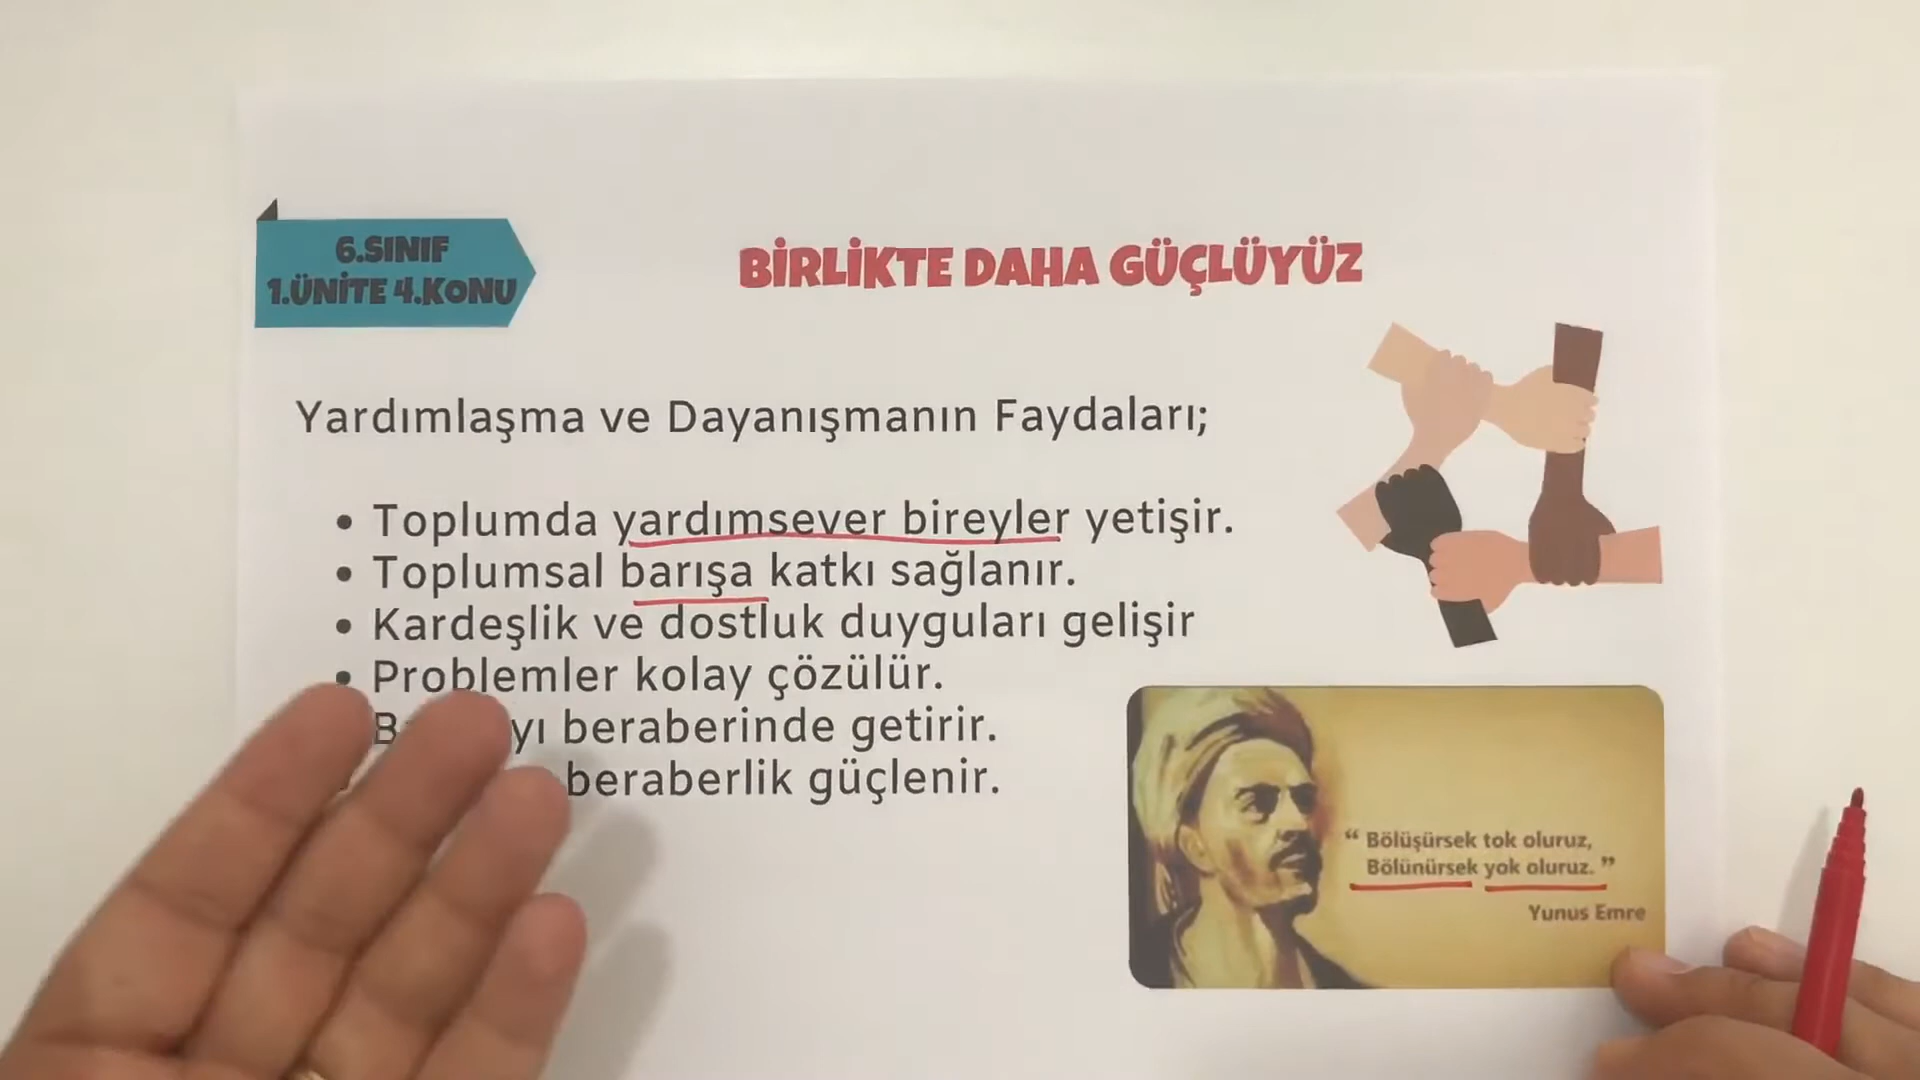 6.SINIF
1.ÜNİTE 4.KONU
BİRLİKTE DAHA GÜÇLÜYÜZ
Yardımlaşma ve Dayanışmanın Faydaları;
• Toplumda yardımsever bireyler yetişir.
• Toplumsal barışa katkı sağlanır.
• Kardeşlik ve dostluk duyguları gelişir
• Problemler kolay çözülür.
beraberinde getirir.
beraberlik güçlenir.
“ Bölüşürsek tok oluruz,
Bölünürsek yok oluruz. ”
Yunus Emre